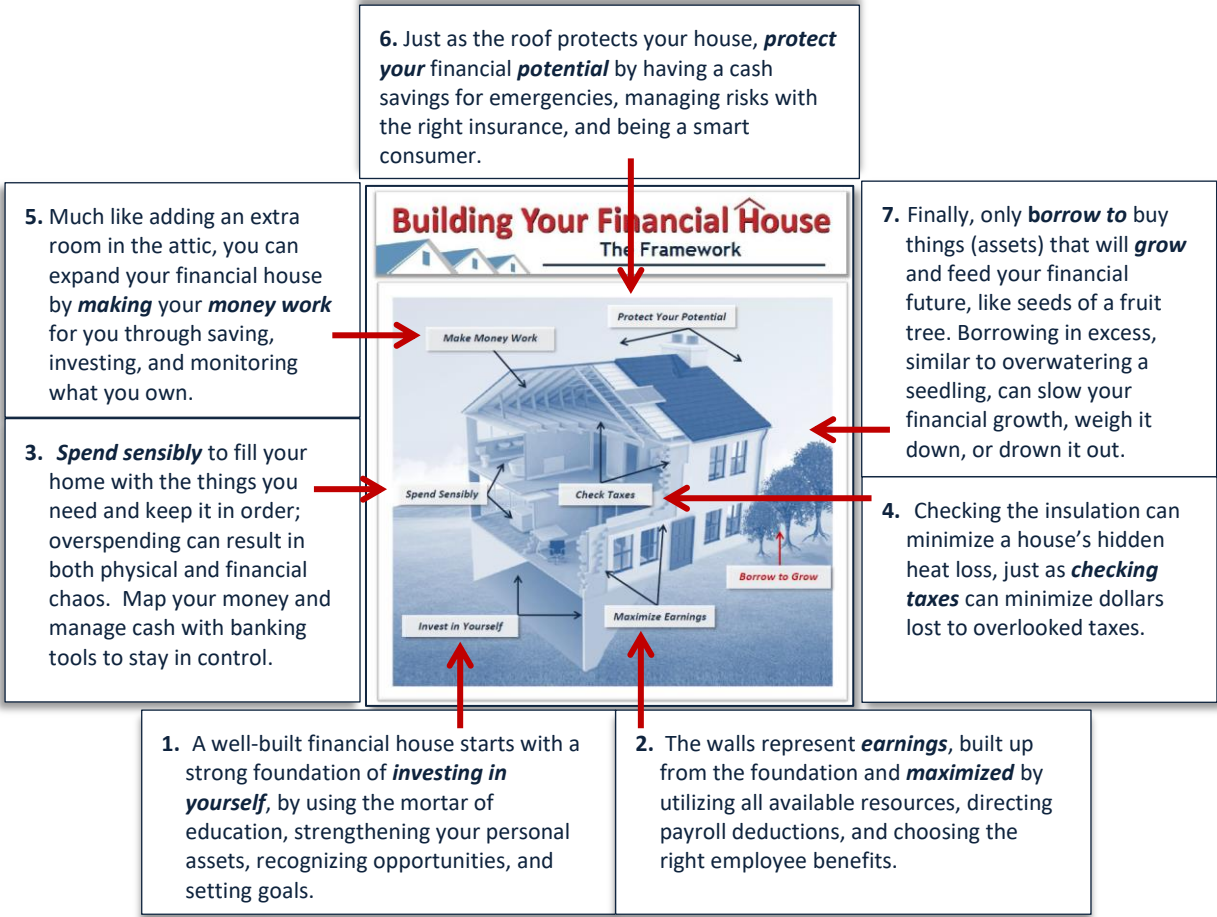 6. Just as the roof protects your house, protect
your financial potential by having a cash
savings for emergencies, managing risks with
the right insurance, and being a smart
consumer.
5. Much like adding an extra
room in the attic, you can
expand your financial house
by making your money work
for you through saving,
investing, and monitoring
what you own.
3. Spend sensibly to fill your
home with the things you
need and keep it in order;
overspending can result in
both physical and financial
chaos. Map your money and
manage cash with banking
tools to stay in control.
Building Your Financial House
The Framework
Protect Your Potential
Make Money Work
Spend Sensibly
Check Taxes
Borrow to Grow
Invest in Yourself
Maximize Earnings
7. Finally, only borrow to buy
things (assets) that will grow
and feed your financial
future, like seeds of a fruit
tree. Borrowing in excess,
similar to overwatering a
seedling, can slow your
financial growth, weigh it
down, or drown it out.
4. Checking the insulation can
minimize a house’s hidden
heat loss, just as checking
taxes can minimize dollars
lost to overlooked taxes.
1. A well-built financial house starts with a
strong foundation of investing in
yourself, by using the mortar of
education, strengthening your personal
assets, recognizing opportunities, and
setting goals.
2. The walls represent earnings, built up
from the foundation and maximized by
utilizing all available resources, directing
payroll deductions, and choosing the
right employee benefits.